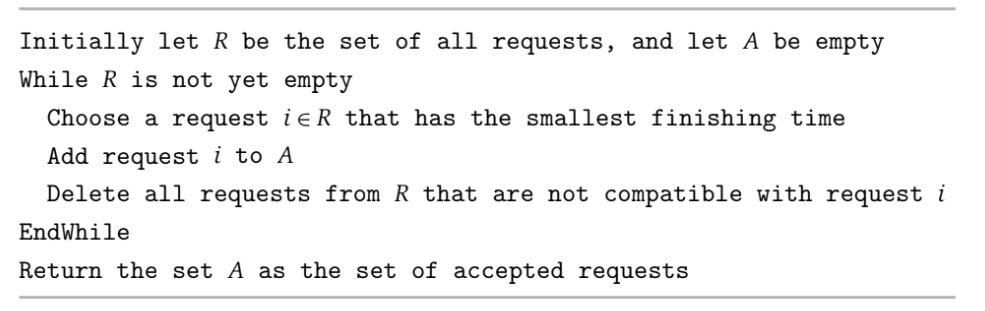 Initially let R be the set of all requests, and let A be empty
While R is not yet empty
Choose a request i ∈ R that has the smallest finishing time
Add request i to A
Delete all requests from R that are not compatible with request i
EndWhile
Return the set A as the set of accepted requests